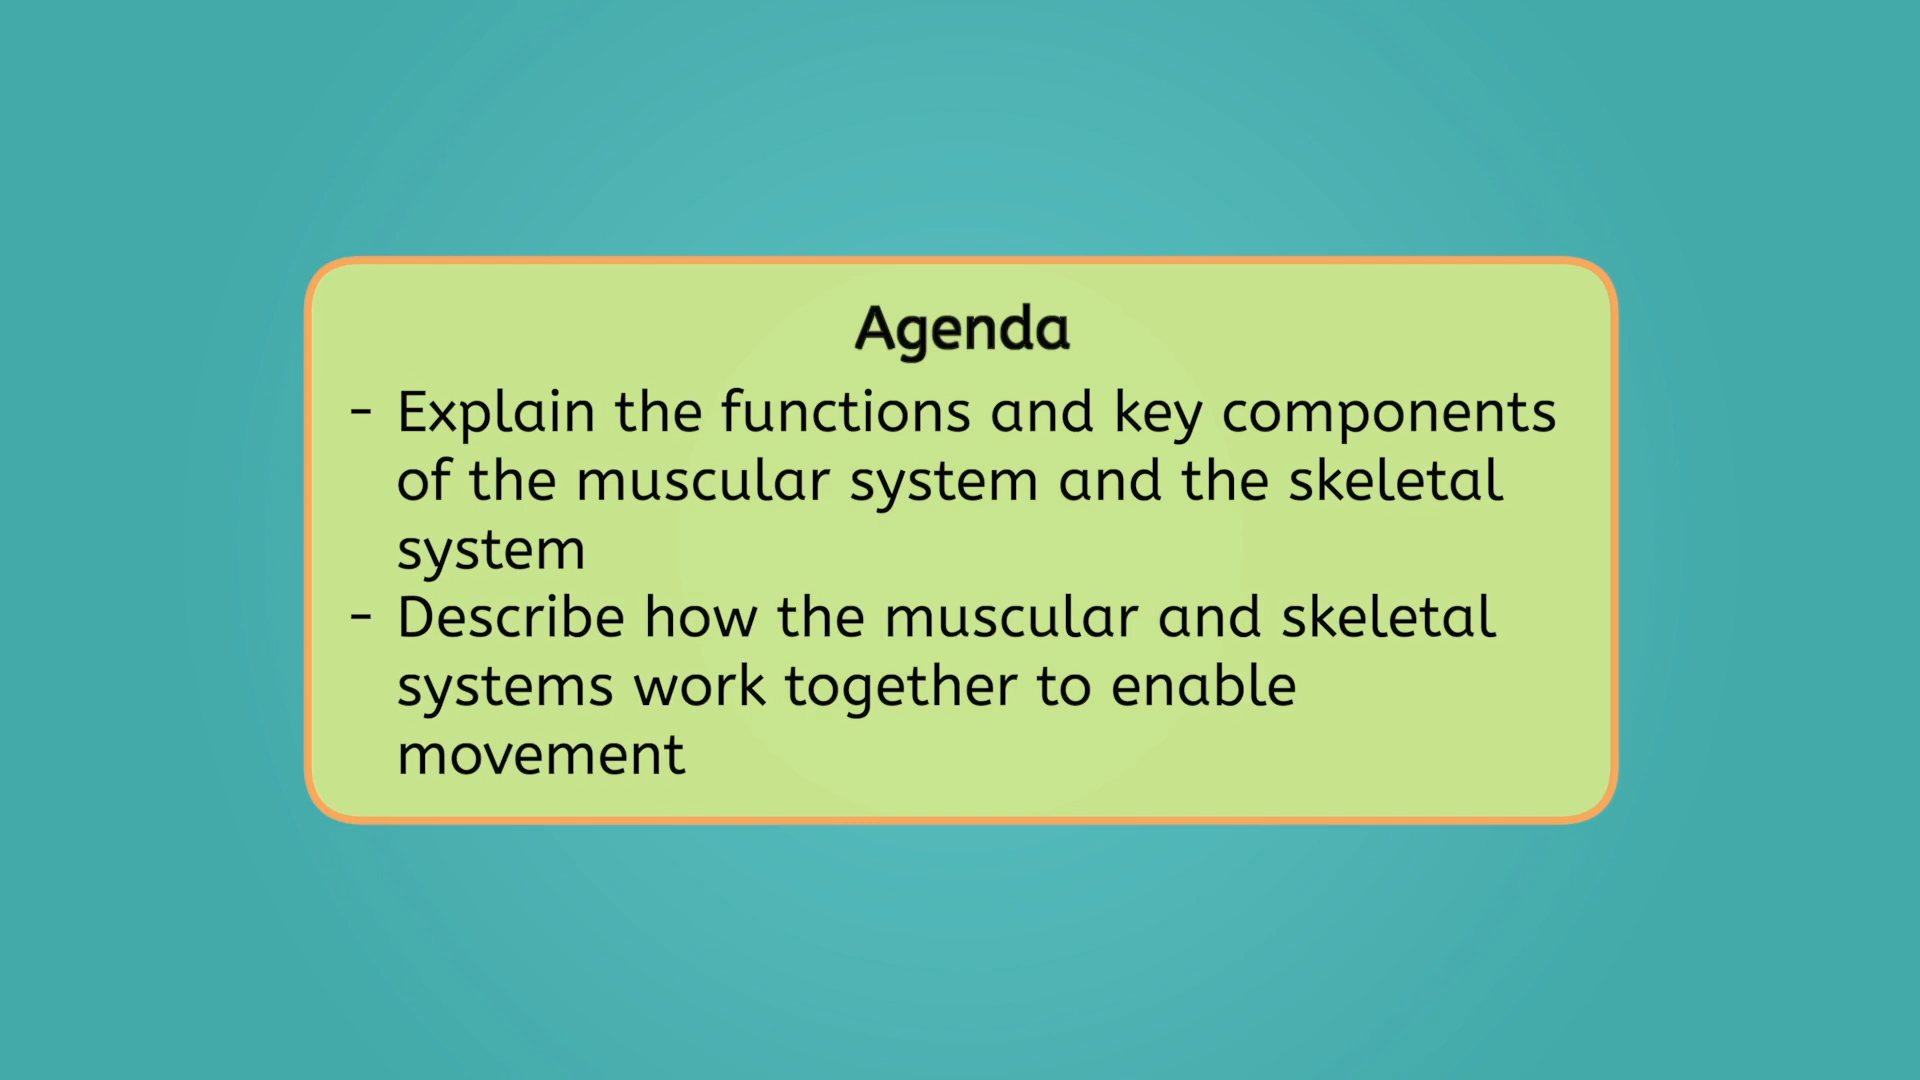 Agenda
- Explain the functions and key components
of the muscular system and the skeletal
system
- Describe how the muscular and skeletal
systems work together to enable
movement